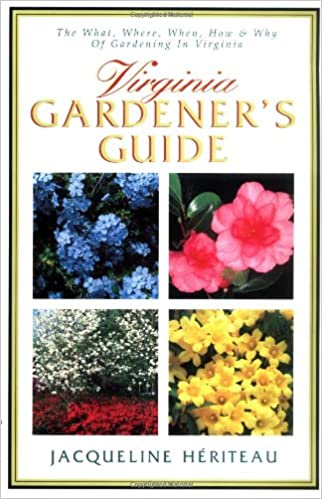 The What, Where, When, How & Why
Of Gardening In Virginia
Virginia
GARDENER'S
GUIDE
JACQUELINE HÉRITEAU